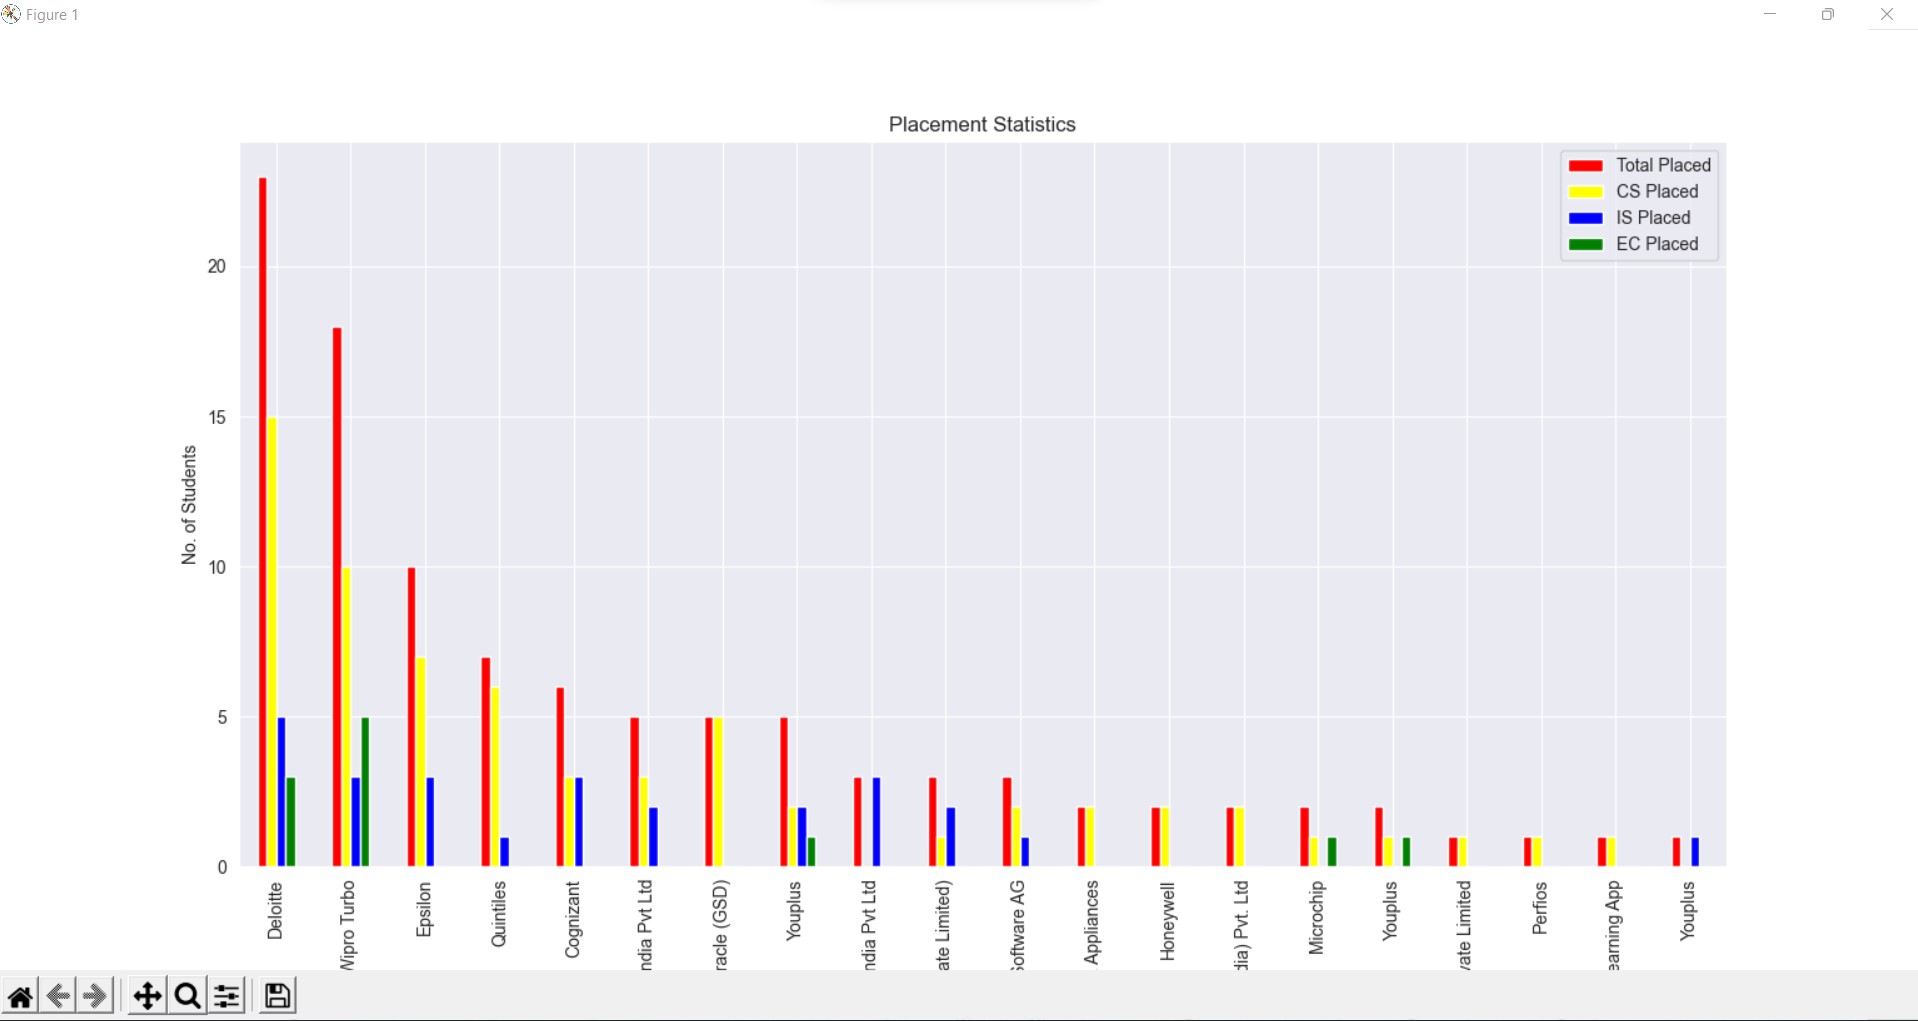 Figure 1
Placement Statistics
Total Placed
CS Placed
IS Placed
EC Placed
20
15
10
5
0
No. of Students
Deloitte
Wipro Turbo
Epsilon
Quintiles
Cognizant
ndia Pvt Ltd
racle (GSD)
Youplus
ndia Pvt Ltd
ate Limited)
Software AG
Appliances
Honeywell
dia) Pvt. Ltd
Microchip
Youplus
vate Limited
Perfios
earning App
Youplus